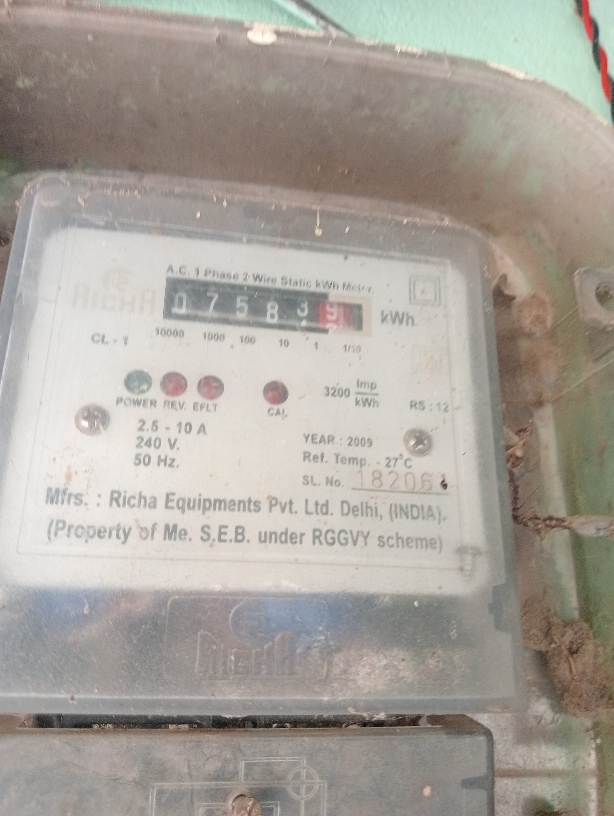 A.C. 1 Phase 2 Wire Static kWh Meter
RICHA
0 7 5 8 3 9 kWh
10000 1000 100 10 1 1/10
CL - 1
POWER REV. EFLT CAL
3200 Imp/kWh RS : 12
2.5 - 10 A
240 V.
50 Hz.
YEAR : 2009
Ref. Temp. - 27°C
SL. No. 182061
Mfrs. : Richa Equipments Pvt. Ltd. Delhi, (INDIA).
(Property of Me. S.E.B. under RGGVY scheme)
RICHA